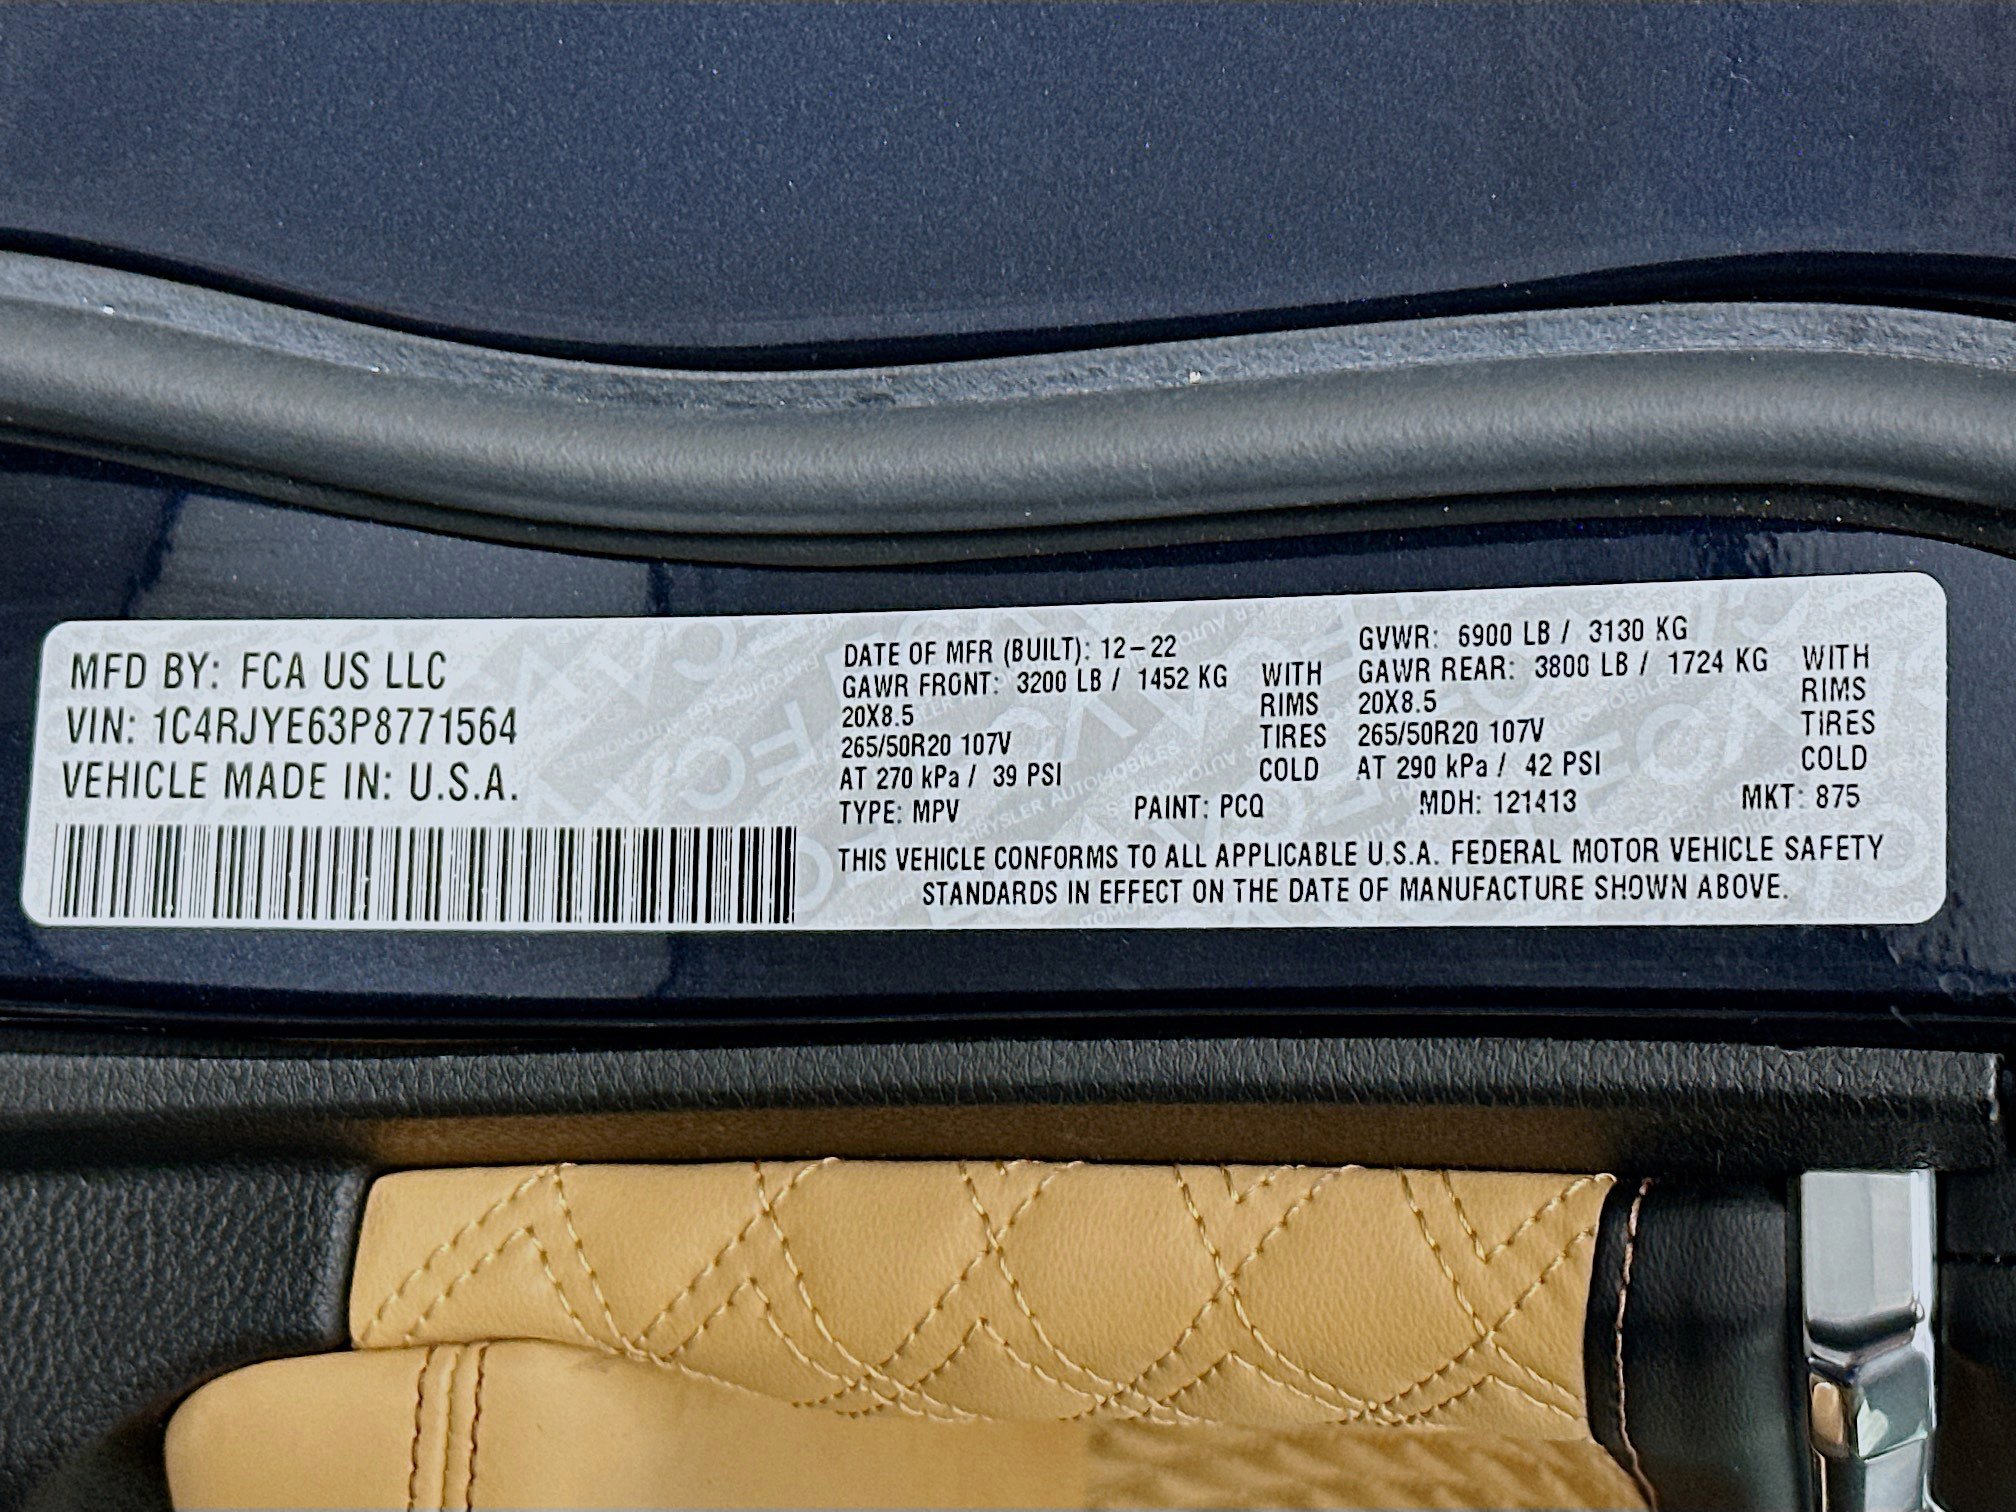 MFD BY: FCA US LLC
VIN: 1C4RJYE63P8771564
VEHICLE MADE IN: U.S.A.
DATE OF MFR (BUILT): 12-22
GAWR FRONT: 3200 LB / 1452 KG WITH
20X8.5 RIMS
265/50R20 107V TIRES
AT 270 kPa / 39 PSI COLD
GVWR: 6900 LB / 3130 KG
GAWR REAR: 3800 LB / 1724 KG WITH
20X8.5 RIMS
265/50R20 107V TIRES
AT 290 kPa / 42 PSI COLD
TYPE: MPV PAINT: PCQ MDH: 121413 MKT: 875
THIS VEHICLE CONFORMS TO ALL APPLICABLE U.S.A. FEDERAL MOTOR VEHICLE SAFETY
STANDARDS IN EFFECT ON THE DATE OF MANUFACTURE SHOWN ABOVE.